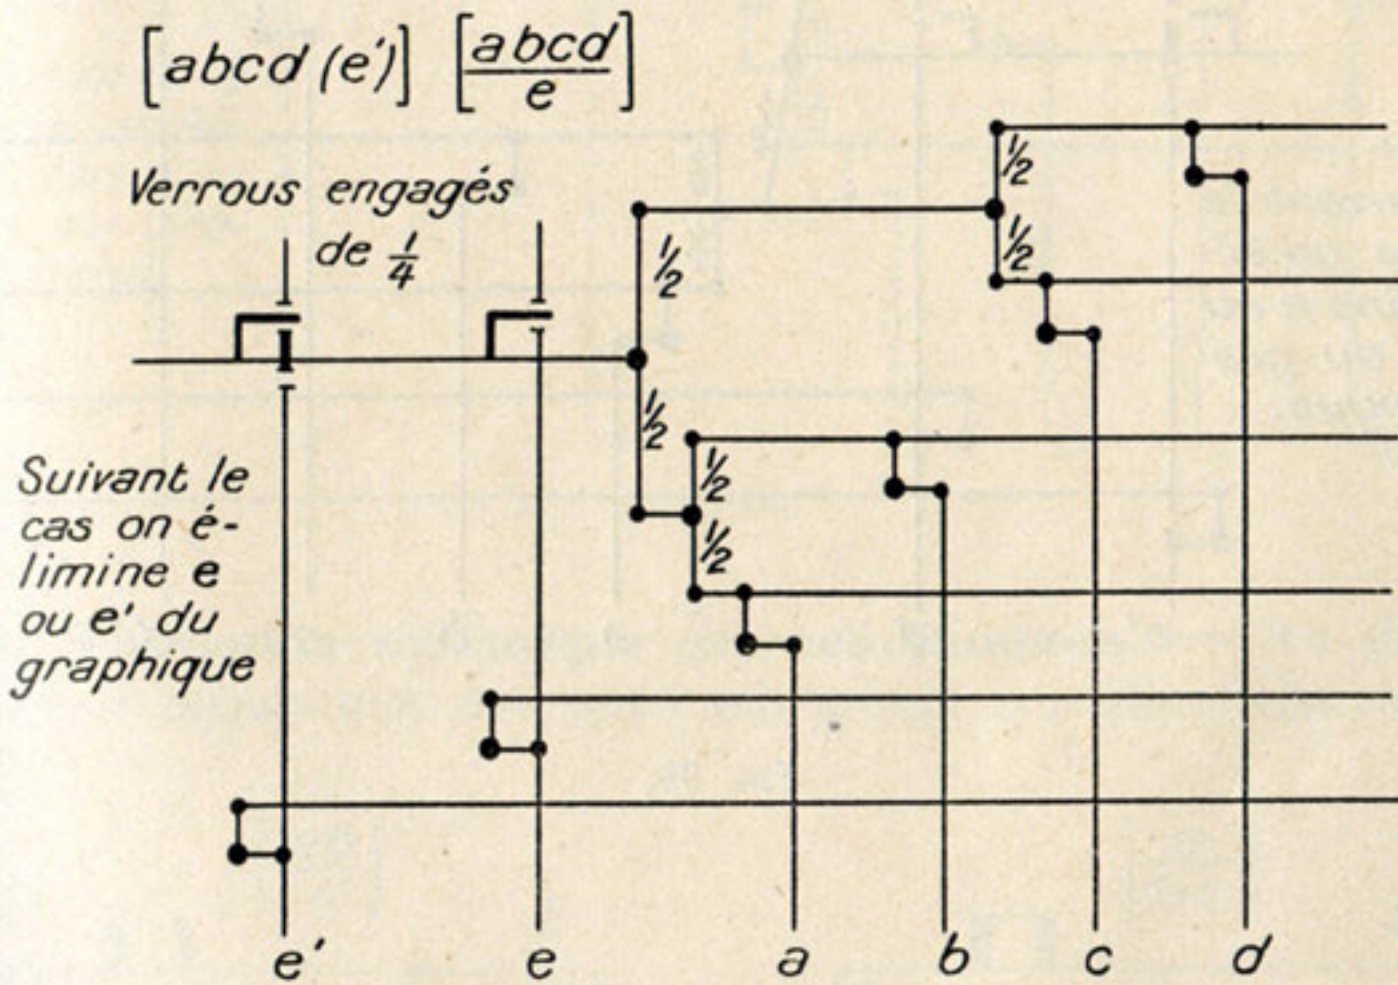 [abcd (e')] [abcd/e]
Verrous engagés
de 1/4
1/2
1/2
1/2
1/2
1/2
1/2
Suivant le
cas on é-
limine e
ou e' du
graphique
e' e a b c d